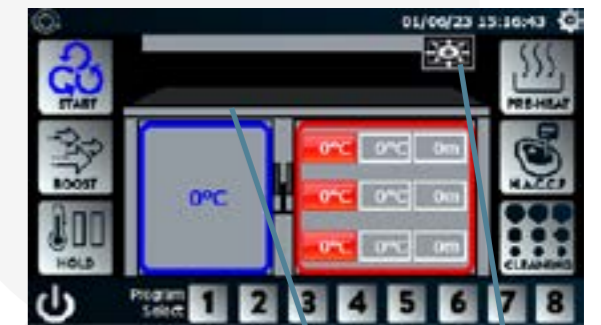 01/06/23 15:16:43
START
PRE-HEAT
0°C 0°C 0m
BOOST
H.A.C.C.P
0°C
0°C 0°C 0m
HOLD
0°C 0°C 0m
CLEANING
Program
Select 1 2 3 4 5 6 7 8